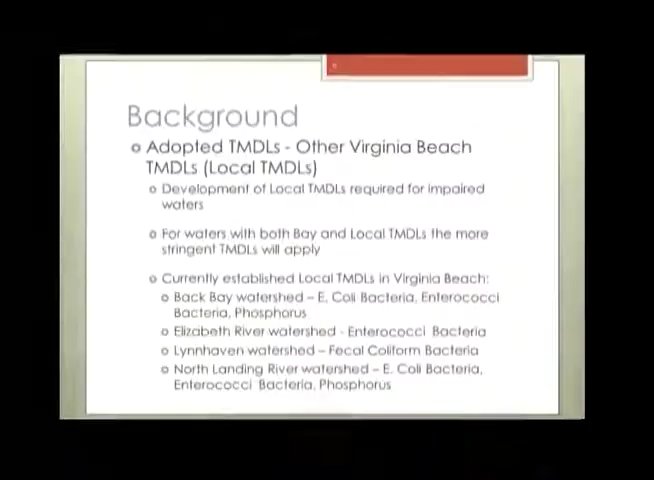 Background
Adopted TMDLs - Other Virginia Beach
TMDLs (Local TMDLs)
Development of Local TMDLs required for impaired
waters
For waters with both Bay and Local TMDLs the more
stringent TMDLs will apply
Currently established Local TMDLs in Virginia Beach:
Back Bay watershed – E. Coli Bacteria, Enterococci
Bacteria, Phosphorus
Elizabeth River watershed - Enterococci Bacteria
Lynnhaven watershed – Fecal Coliform Bacteria
North Landing River watershed – E. Coli Bacteria,
Enterococci Bacteria, Phosphorus